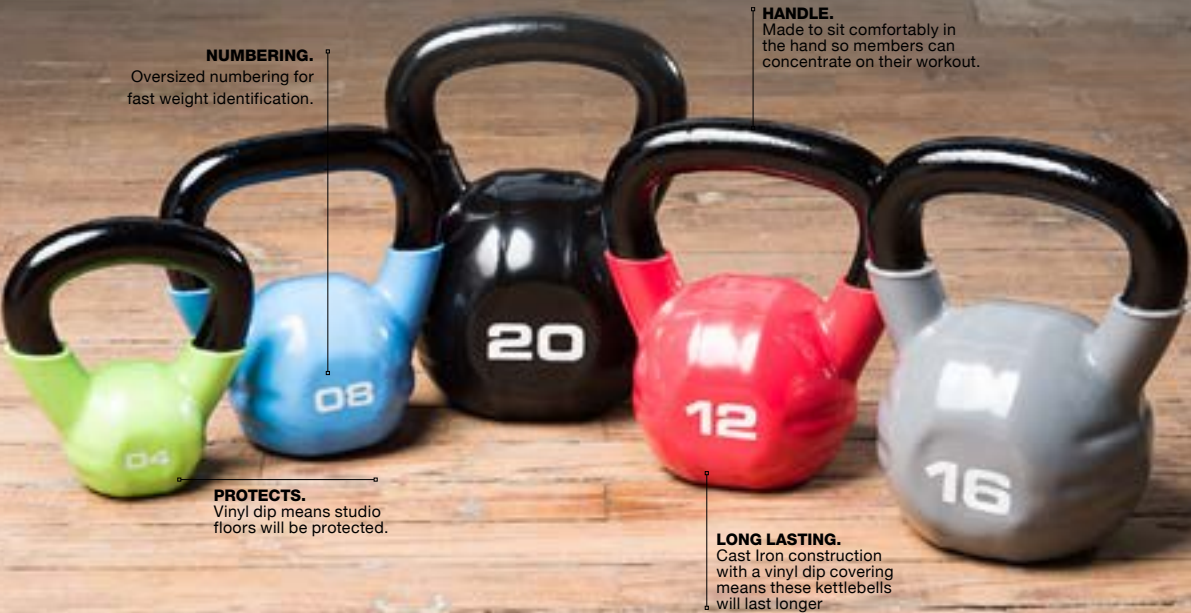 NUMBERING.
Oversized numbering for
fast weight identification.
HANDLE.
Made to sit comfortably in
the hand so members can
concentrate on their workout.
04
08
20
12
16
PROTECTS.
Vinyl dip means studio
floors will be protected.
LONG LASTING.
Cast Iron construction
with a vinyl dip covering
means these kettlebells
will last longer